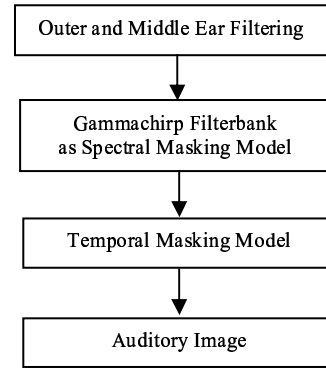 Outer and Middle Ear Filtering
Gammachirp Filterbank
as Spectral Masking Model
Temporal Masking Model
Auditory Image